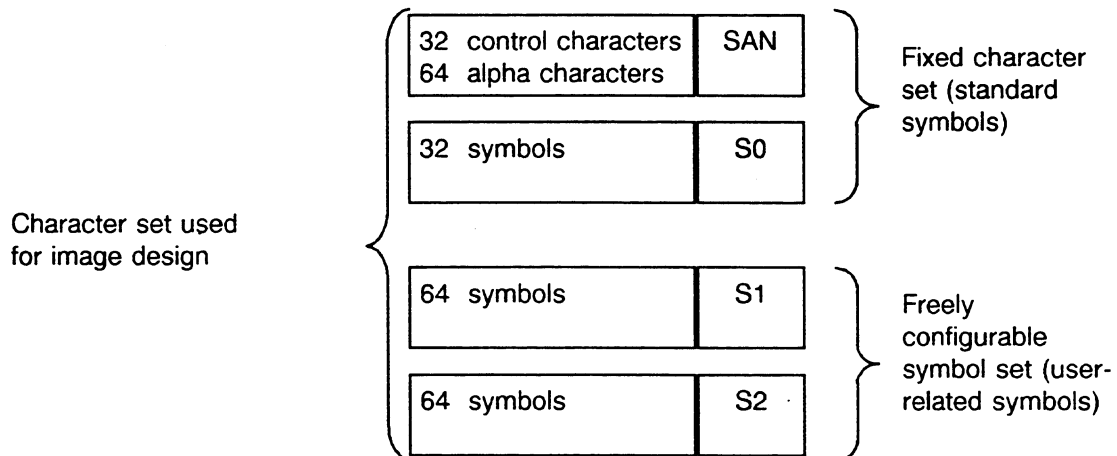 32 control characters SAN
64 alpha characters
Fixed character
set (standard
symbols)
32 symbols S0
Character set used
for image design
64 symbols S1
Freely
configurable
symbol set (user-
related symbols)
64 symbols S2